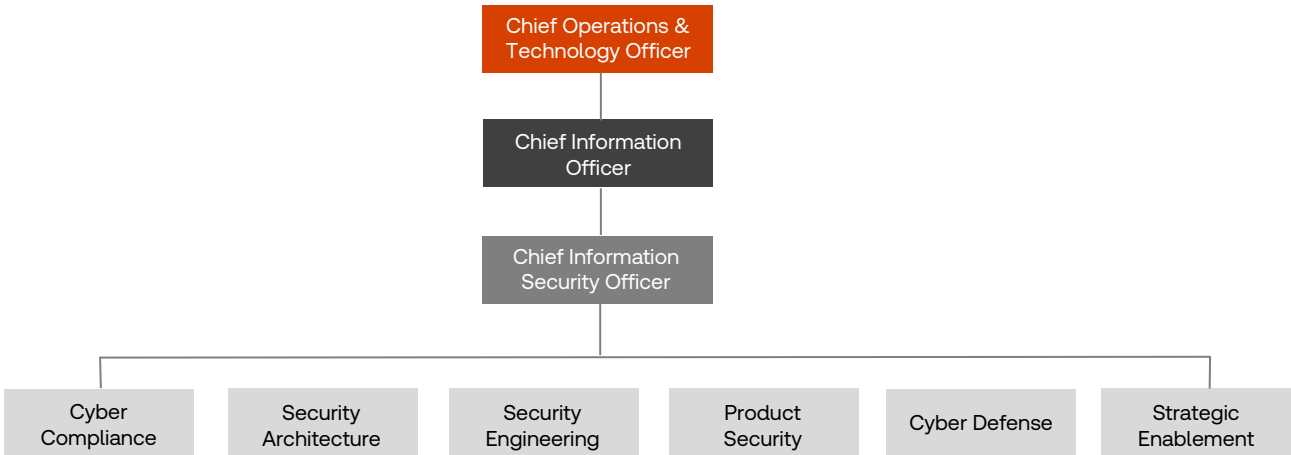 Chief Operations &
Technology Officer
Chief Information
Officer
Chief Information
Security Officer
Cyber
Compliance
Security
Architecture
Security
Engineering
Product
Security
Cyber Defense
Strategic
Enablement